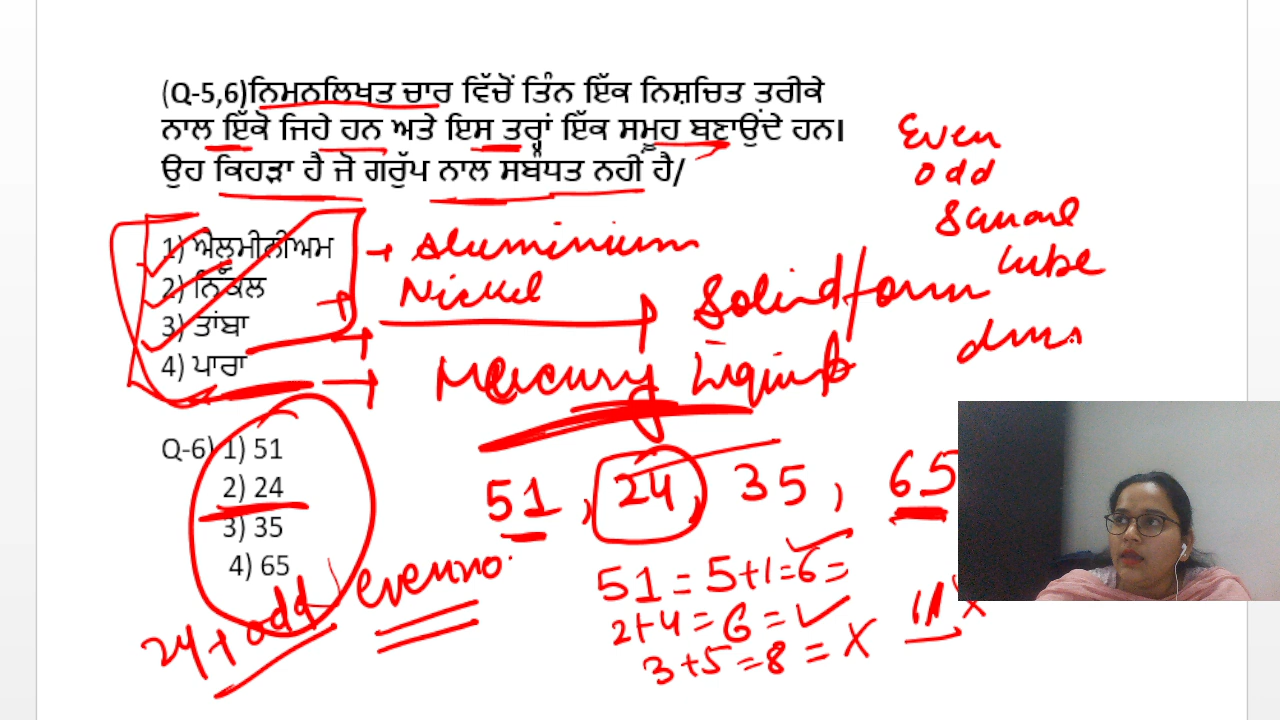 (Q-5,6)ਨਿਮਨਲਿਖਤ ਚਾਰ ਵਿੱਚੋਂ ਤਿੰਨ ਇੱਕ ਨਿਸ਼ਚਿਤ ਤਰੀਕੇ
ਨਾਲ ਇੱਕੋ ਜਿਹੇ ਹਨ ਅਤੇ ਇਸ ਤਰ੍ਹਾਂ ਇੱਕ ਸਮੂਹ ਬਣਾਉਂਦੇ ਹਨ।
ਉਹ ਕਿਹੜਾ ਹੈ ਜੋ ਗਰੁੱਪ ਨਾਲ ਸਬੰਧਤ ਨਹੀਂ ਹੈ/
Even
odd
Square
Cube
1) ਐਲੂਮੀਨੀਅਮ
Aluminium
2) ਨਿੱਕਲ
Nickel
3) ਤਾਂਬਾ
form
4) ਪਾਰਾ
Mercury
Q-6) 1) 51
2) 24
3) 35
4) 65
51, 24, 35, 65
24+odd
even no.
51=5+1=6=
2+4=6=
3+5=8=X